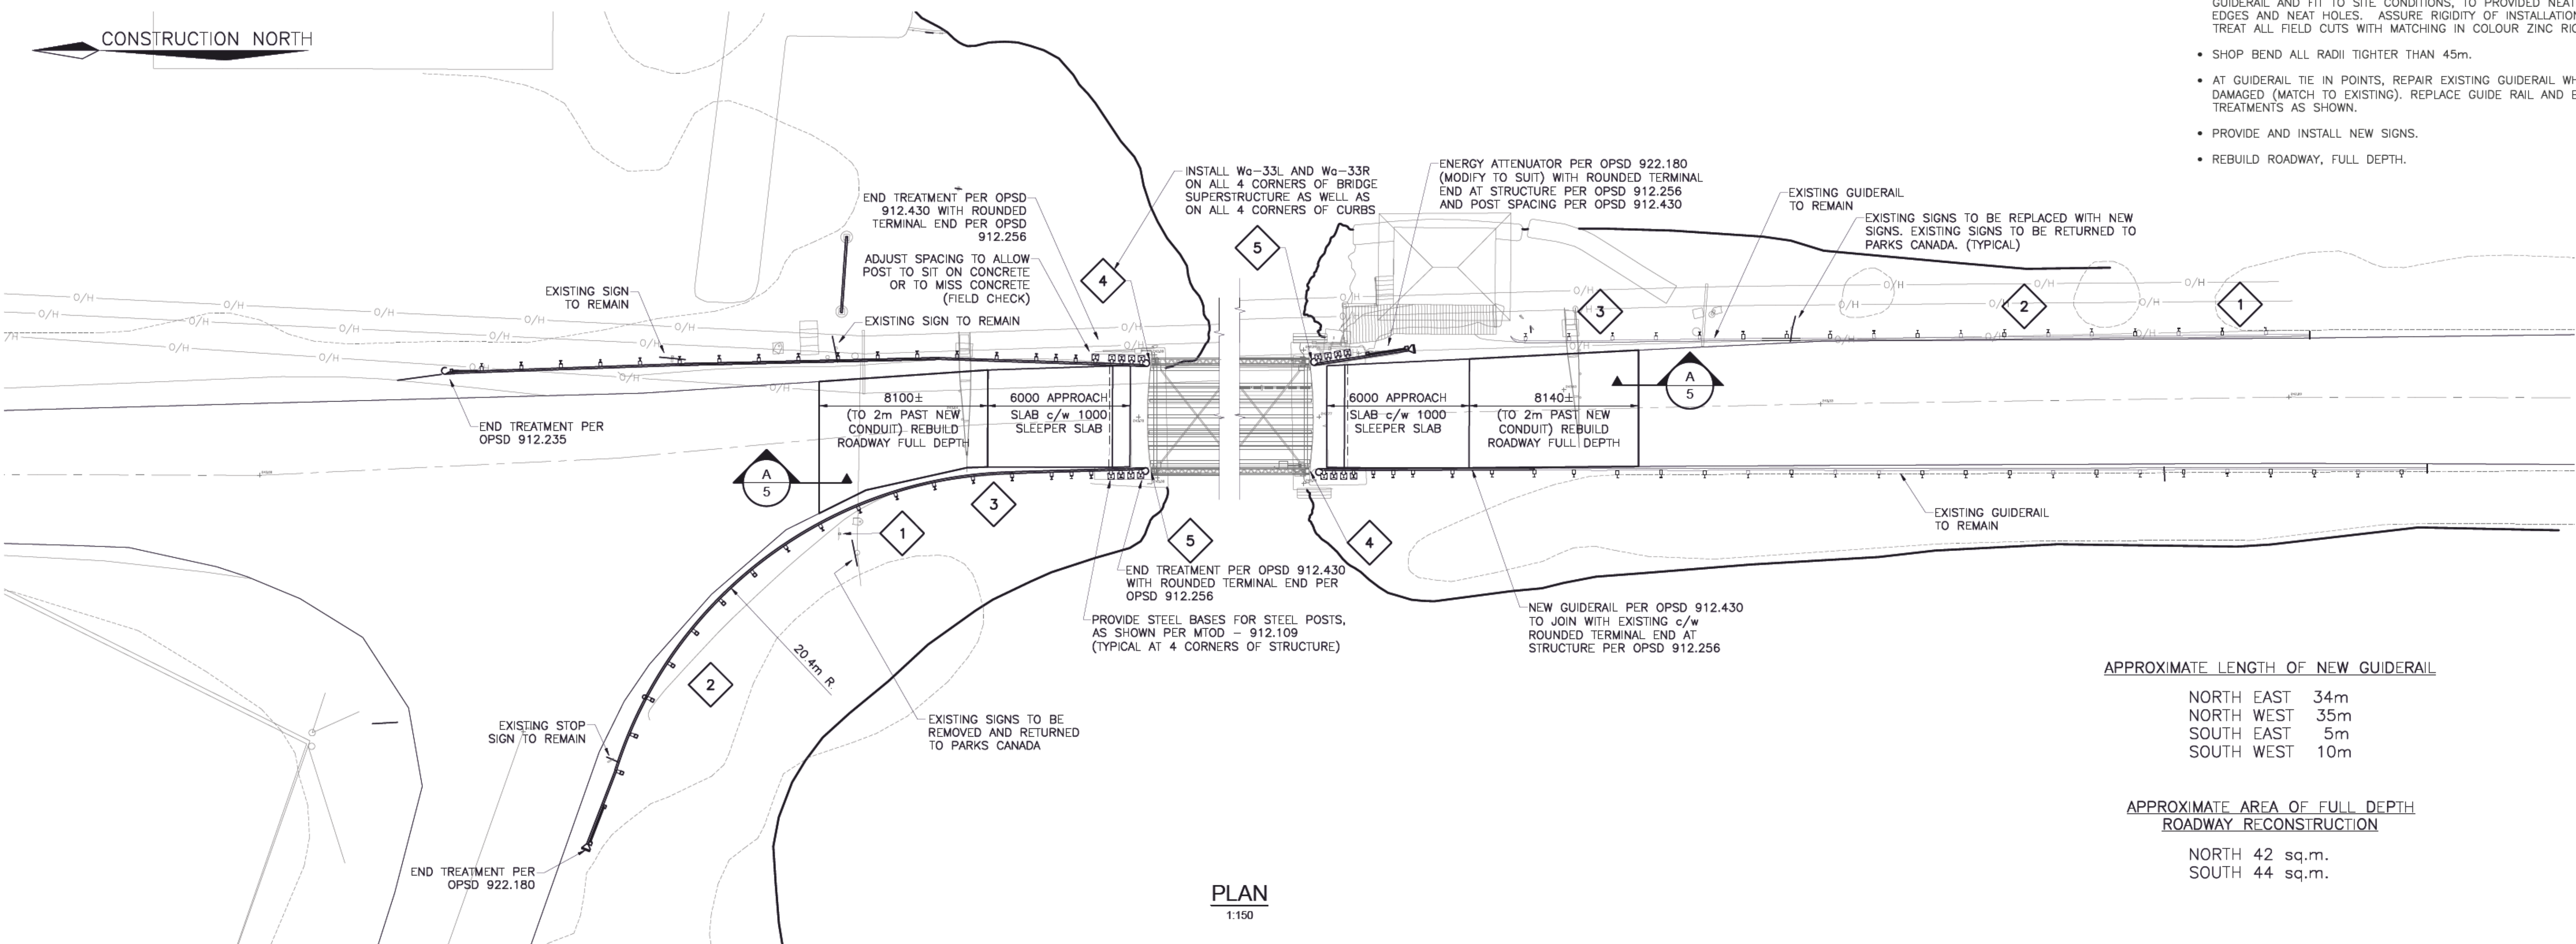 CONSTRUCTION NORTH
GUIDERAIL AND FIT TO SITE CONDITIONS, TO PROVIDED NEAT
EDGES AND NEAT HOLES. ASSURE RIGIDITY OF INSTALLATION
TREAT ALL FIELD CUTS WITH MATCHING IN COLOUR ZINC
• SHOP BEND ALL RADII TIGHTER THAN 45m.
• AT GUIDERAIL TIE IN POINTS, REPAIR EXISTING GUIDERAIL
DAMAGED (MATCH TO EXISTING). REPLACE GUIDE RAIL AND
TREATMENTS AS SHOWN.
• PROVIDE AND INSTALL NEW SIGNS.
• REBUILD ROADWAY, FULL DEPTH.
INSTALL Wa-33L AND Wa-33R
ON ALL 4 CORNERS OF BRIDGE
SUPERSTRUCTURE AS WELL AS
ON ALL 4 CORNERS OF CURBS
ENERGY ATTENUATOR PER OPSD 922.180
(MODIFY TO SUIT) WITH ROUNDED TERMINAL
END AT STRUCTURE PER OPSD 912.256
AND POST SPACING PER OPSD 912.430
END TREATMENT PER OPSD
912.430 WITH ROUNDED
TERMINAL END PER OPSD
912.256
EXISTING GUIDERAIL
TO REMAIN
EXISTING SIGNS TO BE REPLACED WITH NEW
SIGNS. EXISTING SIGNS TO BE RETURNED TO
PARKS CANADA. (TYPICAL)
ADJUST SPACING TO ALLOW
POST TO SIT ON CONCRETE
OR TO MISS CONCRETE
(FIELD CHECK)
4
5
3
2
1
EXISTING SIGN
TO REMAIN
EXISTING SIGN TO REMAIN
O/H O/H O/H O/H O/H O/H O/H
O/H O/H O/H O/H O/H
O/H O/H O/H O/H O/H O/H
O/H O/H O/H O/H O/H O/H O/H
END TREATMENT PER
OPSD 912.235
8100±
(TO 2m PAST NEW
CONDUIT) REBUILD
ROADWAY FULL DEPTH
6000 APPROACH
SLAB c/w 1000
SLEEPER SLAB
6000 APPROACH
SLAB c/w 1000
SLEEPER SLAB
8140±
(TO 2m PAST NEW
CONDUIT) REBUILD
ROADWAY FULL DEPTH
A
5
A
5
3
1
5
4
2
EXISTING GUIDERAIL
TO REMAIN
END TREATMENT PER OPSD 912.430
WITH ROUNDED TERMINAL END PER
OPSD 912.256
PROVIDE STEEL BASES FOR STEEL POSTS,
AS SHOWN PER MTOD - 912.109
(TYPICAL AT 4 CORNERS OF STRUCTURE)
NEW GUIDERAIL PER OPSD 912.430
TO JOIN WITH EXISTING c/w
ROUNDED TERMINAL END AT
STRUCTURE PER OPSD 912.256
20.4m R.
EXISTING STOP
SIGN TO REMAIN
EXISTING SIGNS TO BE
REMOVED AND RETURNED
TO PARKS CANADA
END TREATMENT PER
OPSD 922.180
APPROXIMATE LENGTH OF NEW GUIDERAIL
NORTH EAST 34m
NORTH WEST 35m
SOUTH EAST 5m
SOUTH WEST 10m
APPROXIMATE AREA OF FULL DEPTH
ROADWAY RECONSTRUCTION
NORTH 42 sq.m.
SOUTH 44 sq.m.
PLAN
1:150